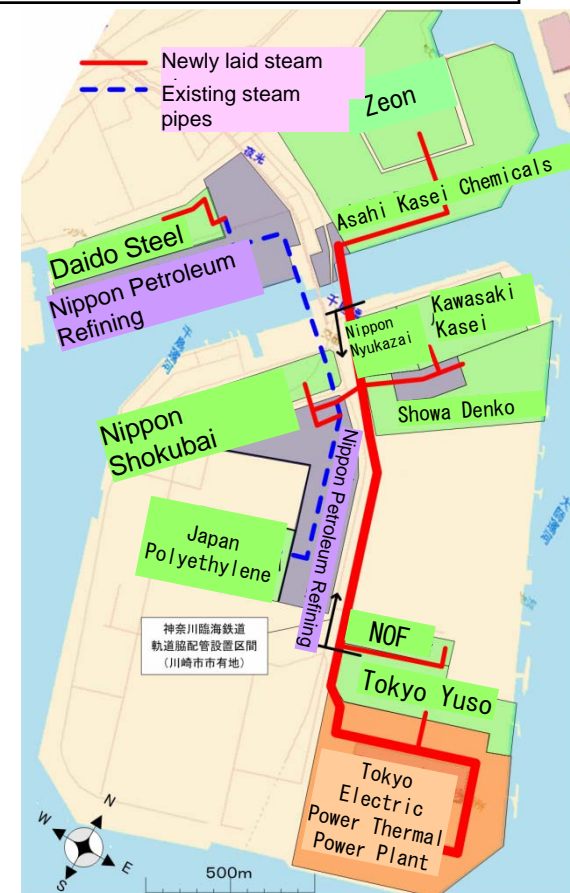 Newly laid steam
Existing steam
pipes
Zeon
夜光
Asahi Kasei Chemicals
Daido Steel
Nippon Petroleum
Refining
Nippon
Nyukazai
Kawasaki
Kasei
Showa Denko
Nippon
Shokubai
Nippon Petroleum Refining
Japan
Polyethylene
神奈川臨海鉄道
軌道脇配管設置区間
(川崎市市有地)
NOF
Tokyo Yuso
Tokyo
Electric
Power Thermal
Power Plant
N
W
E
S
500m